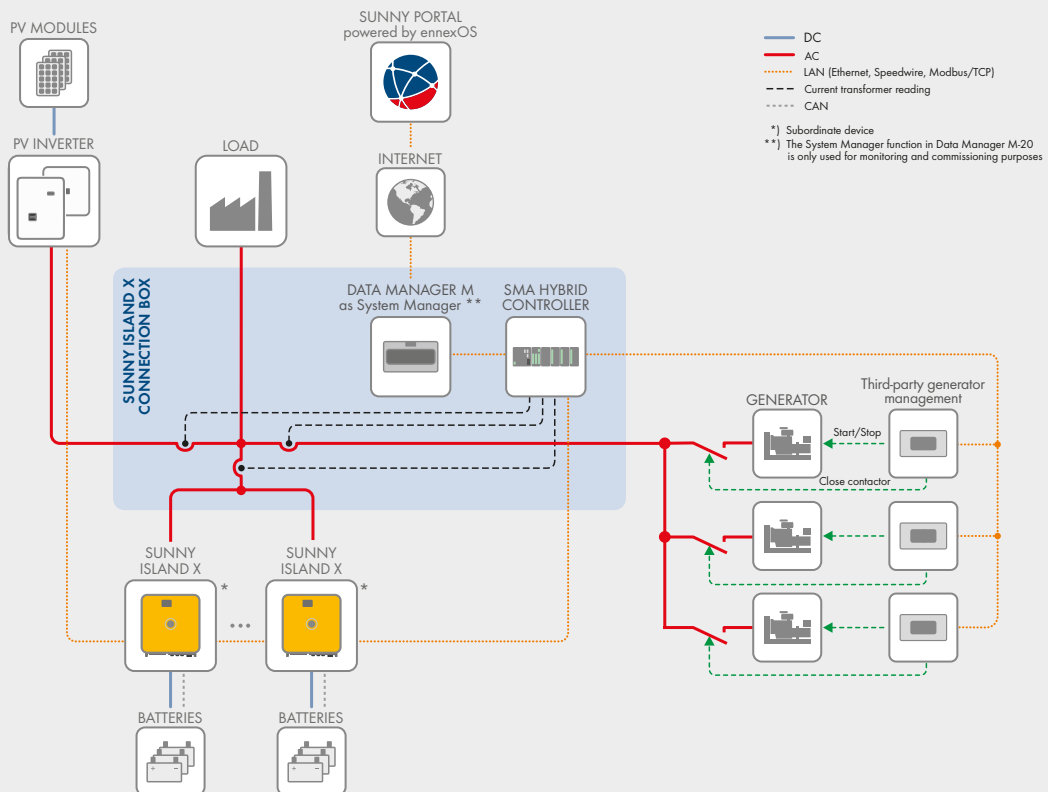 PV MODULES
SUNNY PORTAL
powered by ennexOS
DC
AC
LAN (Ethernet, Speedwire, Modbus/TCP)
Current transformer reading
CAN
*) Subordinate device
**) The System Manager function in Data Manager M-20
is only used for monitoring and commissioning purposes
PV INVERTER
LOAD
INTERNET
SUNNY ISLAND X
CONNECTION BOX
DATA MANAGER M
as System Manager **
SMA HYBRID
CONTROLLER
GENERATOR
Third-party generator
management
Start/Stop
Close contactor
SUNNY
ISLAND X
*
SUNNY
ISLAND X
*
...
BATTERIES
BATTERIES
+ −
+ −